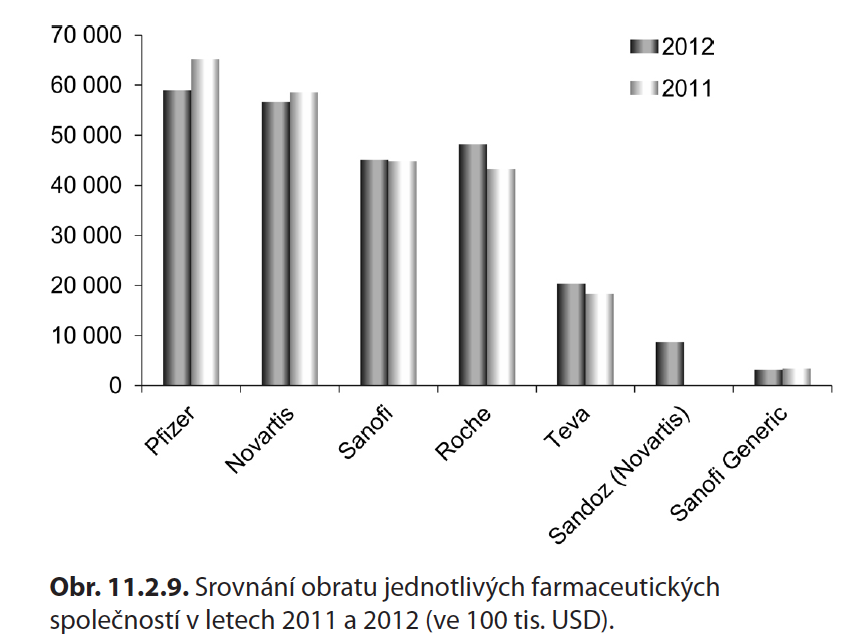 70 000
60 000
50 000
40 000
30 000
20 000
10 000
0
2012
2011
Pfizer
Novartis
Sanofi
Roche
Teva
Sandoz (Novartis)
Sanofi Generic
Obr. 11.2.9. Srovnání obratu jednotlivých farmaceutických
společností v letech 2011 a 2012 (ve 100 tis. USD).